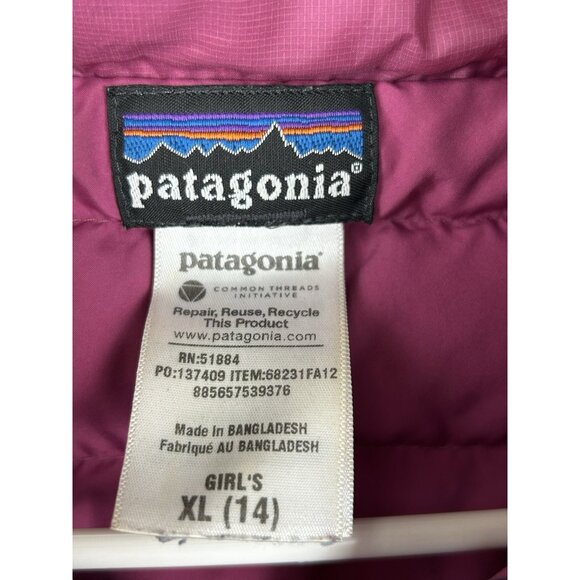 patagonia®
patagonia®
COMMON THREADS
INITIATIVE
Repair, Reuse, Recycle
This Product
www.patagonia.com
RN:51884
PO:137409 ITEM:68231FA12
885657539376
Made in BANGLADESH
Fabriqué AU BANGLADESH
GIRL'S
XL (14)